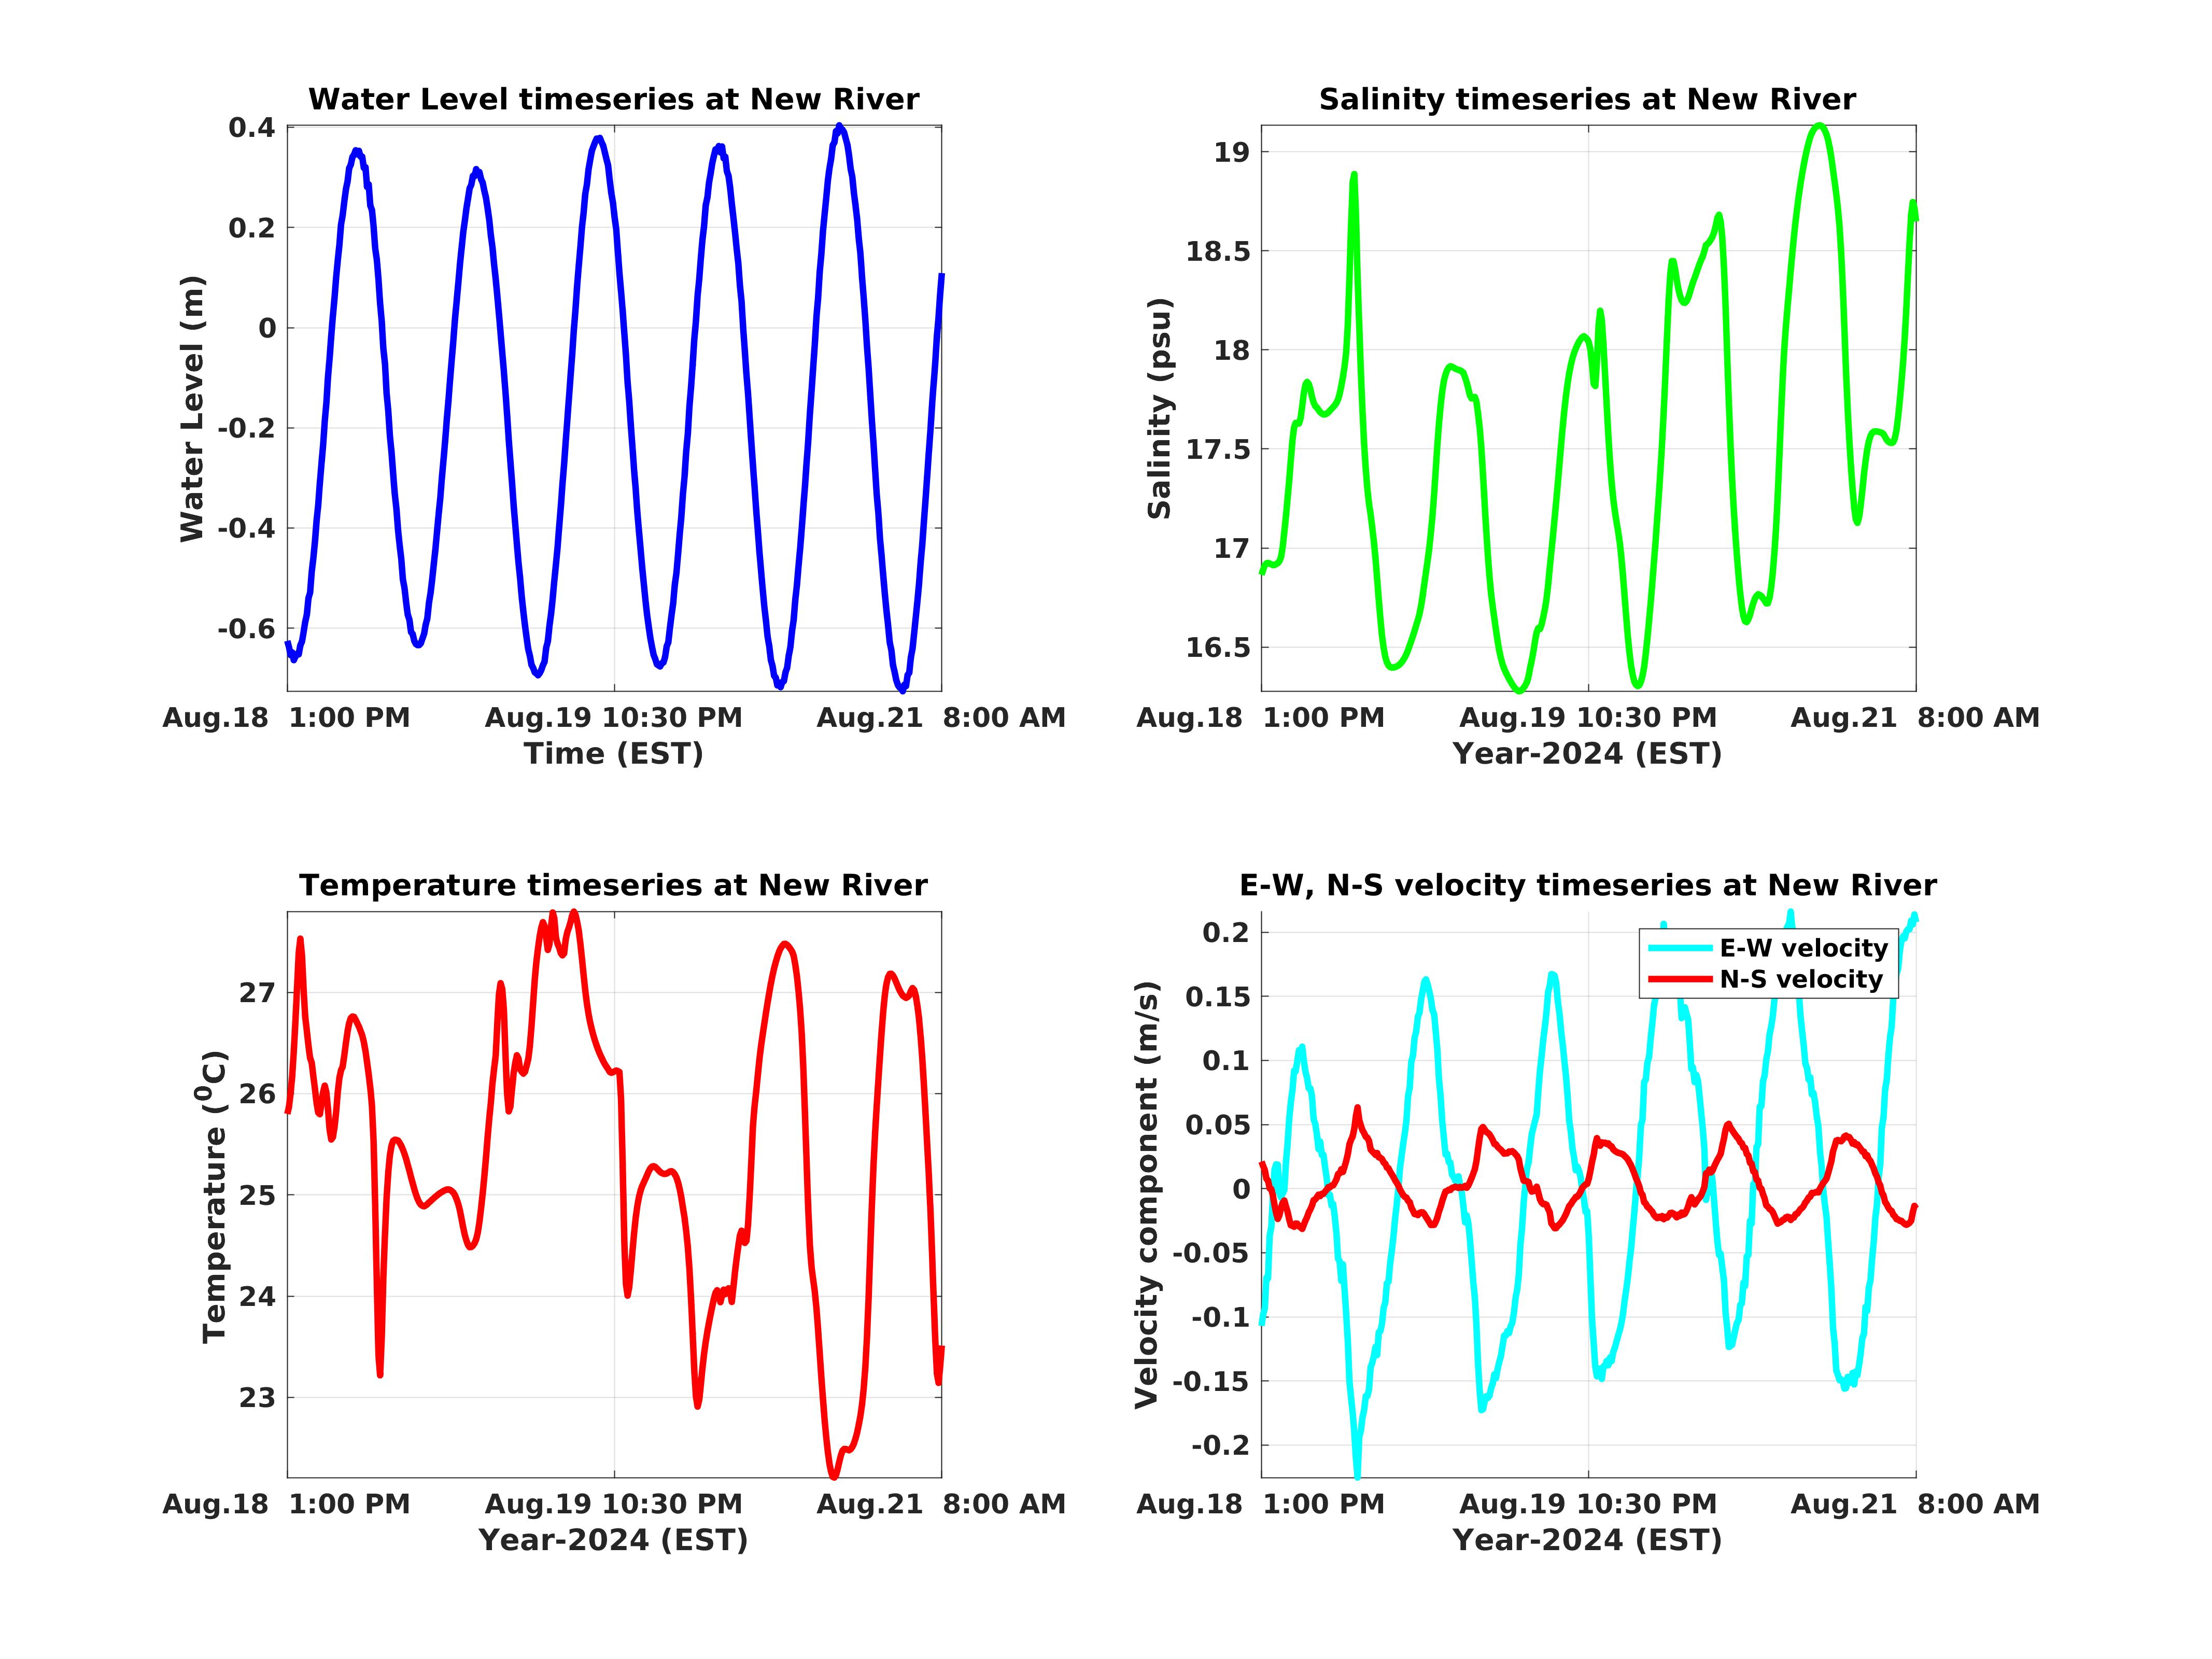 Water Level timeseries at New River
0.4
0.2
0
-0.2
-0.4
-0.6
Water Level (m)
Aug.18 1:00 PM
Aug.19 10:30 PM
Aug.21 8:00 AM
Time (EST)
Salinity timeseries at New River
19
18.5
18
17.5
17
16.5
Salinity (psu)
Aug.18 1:00 PM
Aug.19 10:30 PM
Aug.21 8:00 AM
Year-2024 (EST)
Temperature timeseries at New River
27
26
25
24
23
Temperature (⁰C)
Aug.18 1:00 PM
Aug.19 10:30 PM
Aug.21 8:00 AM
Year-2024 (EST)
E-W, N-S velocity timeseries at New River
0.2
0.15
0.1
0.05
0
-0.05
-0.1
-0.15
-0.2
Velocity component (m/s)
E-W velocity
N-S velocity
Aug.18 1:00 PM
Aug.19 10:30 PM
Aug.21 8:00 AM
Year-2024 (EST)